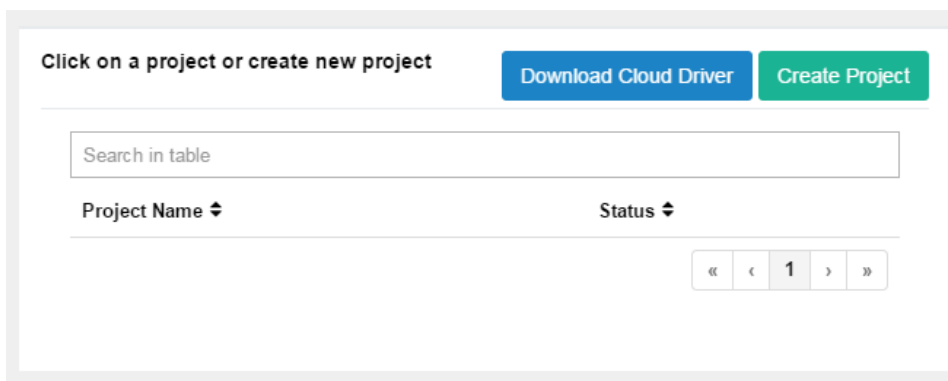 Click on a project or create new project
Download Cloud Driver
Create Project
Search in table
Project Name
Status
« ‹ 1 › »